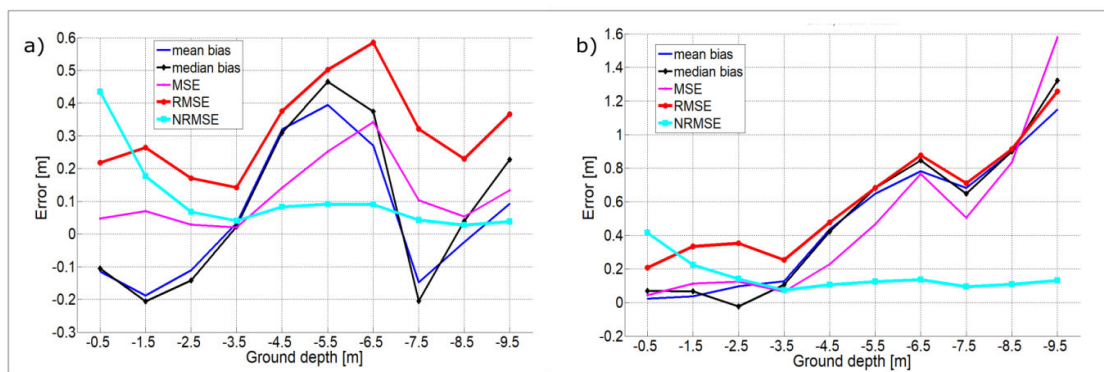 a)
0.6
0.5
0.4
0.3
0.2
0.1
0
-0.1
-0.2
-0.3
Error [m]
mean bias
median bias
MSE
RMSE
NRMSE
-0.5 -1.5 -2.5 -3.5 -4.5 -5.5 -6.5 -7.5 -8.5 -9.5
Ground depth [m]
b)
1.6
1.4
1.2
1
0.8
0.6
0.4
0.2
0
-0.2
Error [m]
mean bias
median bias
MSE
RMSE
NRMSE
-0.5 -1.5 -2.5 -3.5 -4.5 -5.5 -6.5 -7.5 -8.5 -9.5
Ground depth [m]